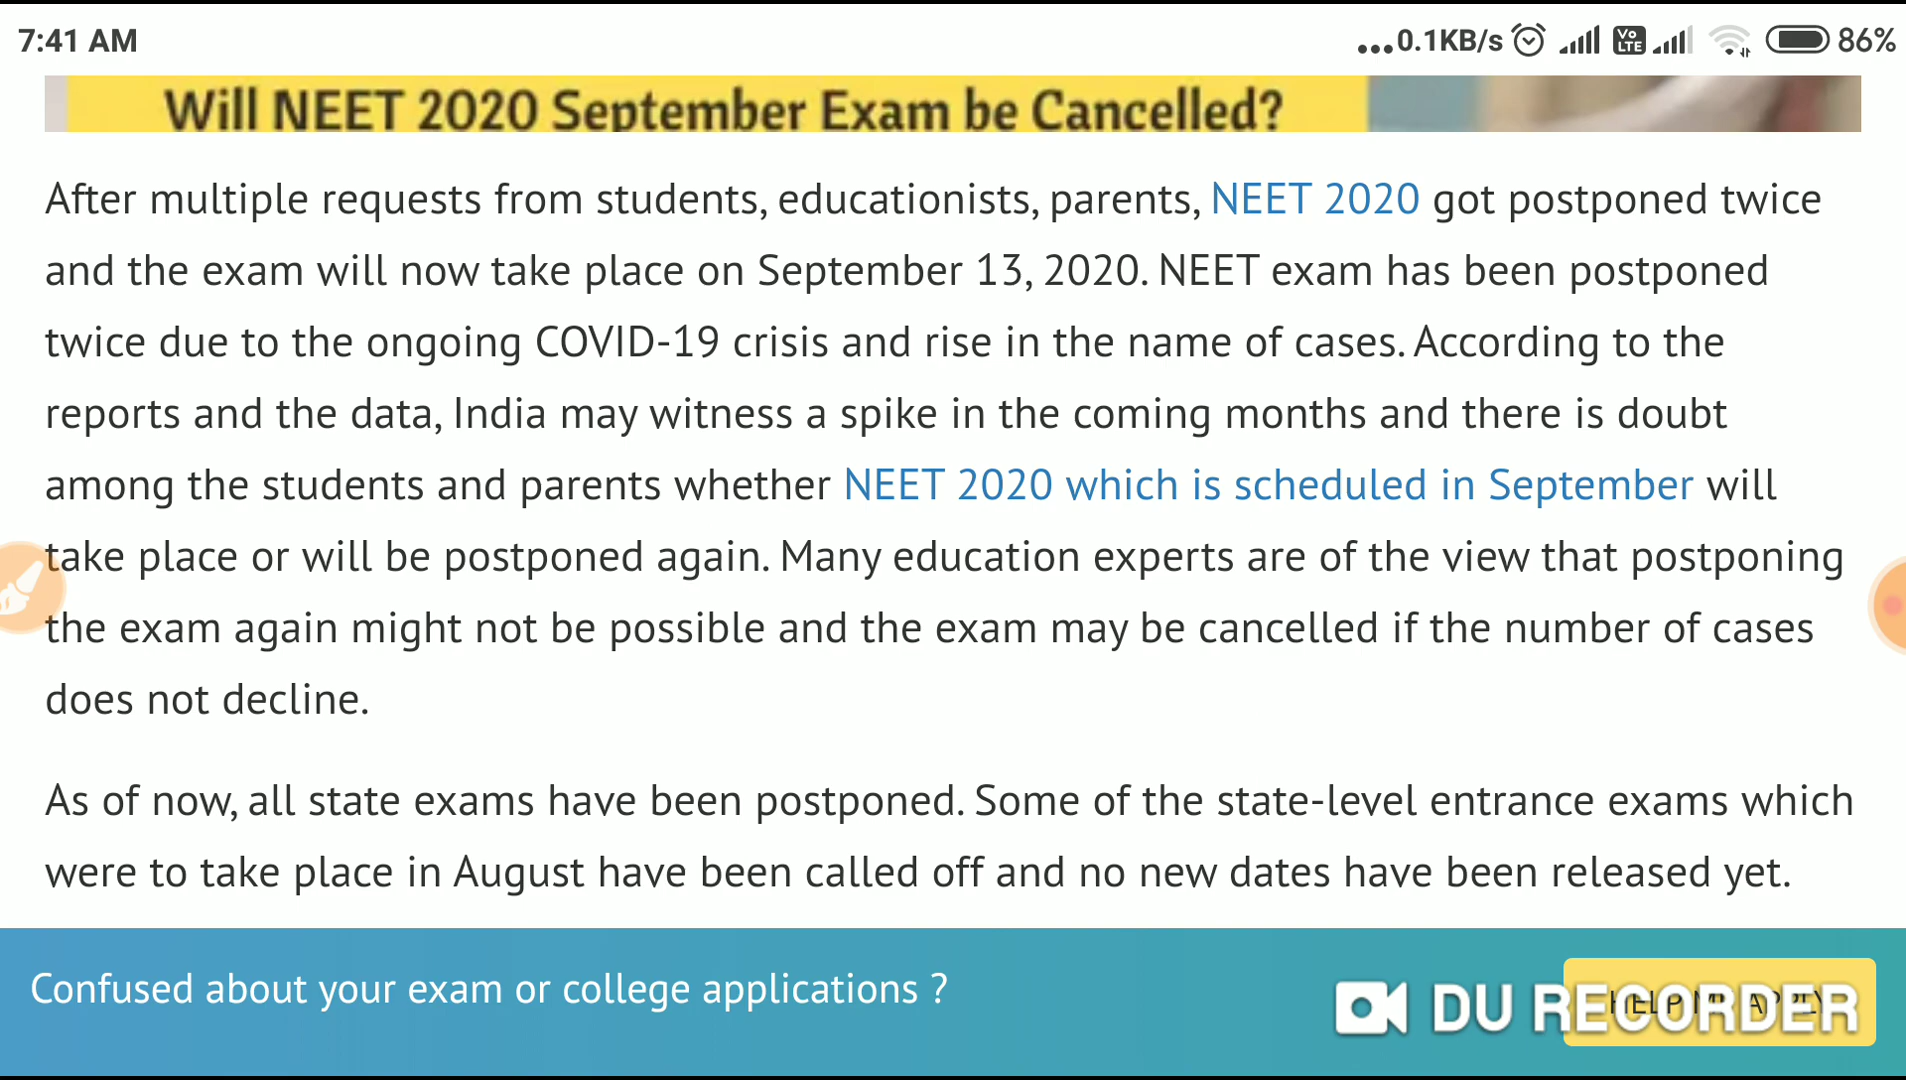 7:41 AM
...0.1KB/s Vo LTE 86%
Will NEET 2020 September Exam be Cancelled?
After multiple requests from students, educationists, parents, NEET 2020 got postponed twice
and the exam will now take place on September 13, 2020. NEET exam has been postponed
twice due to the ongoing COVID-19 crisis and rise in the name of cases. According to the
reports and the data, India may witness a spike in the coming months and there is doubt
among the students and parents whether NEET 2020 which is scheduled in September will
take place or will be postponed again. Many education experts are of the view that postponing
the exam again might not be possible and the exam may be cancelled if the number of cases
does not decline.
As of now, all state exams have been postponed. Some of the state-level entrance exams which
were to take place in August have been called off and no new dates have been released yet.
Confused about your exam or college applications ?
HELP ME APPLY
DU RECORDER